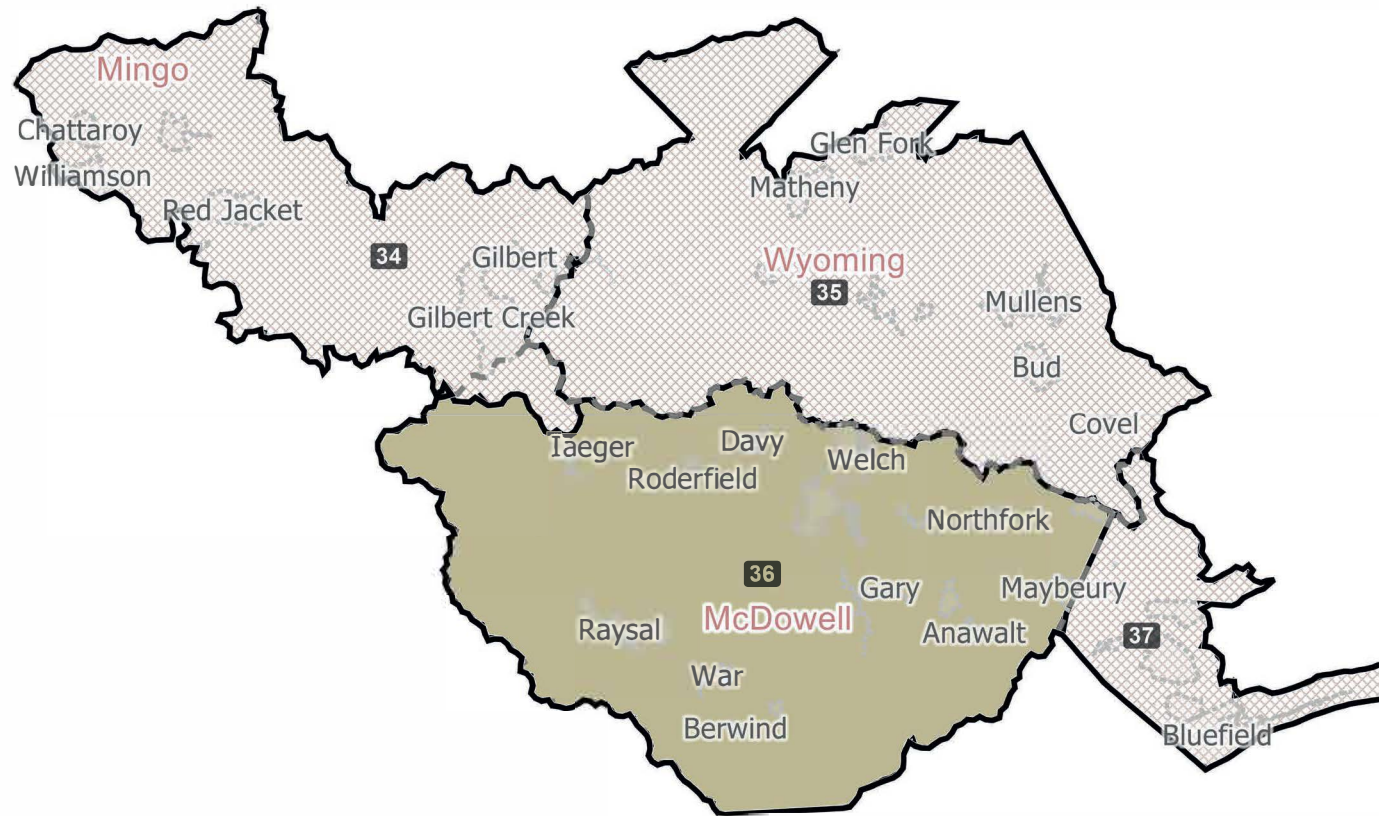 Mingo
Chattaroy
Glen Fork
Williamson
Matheny
Red Jacket
34
Gilbert
Wyoming
35
Mullens
Gilbert Creek
Bud
Covel
Iaeger
Davy
Welch
Roderfield
Northfork
36
Gary
Maybeury
McDowell
Raysal
Anawalt
37
War
Berwind
Bluefield